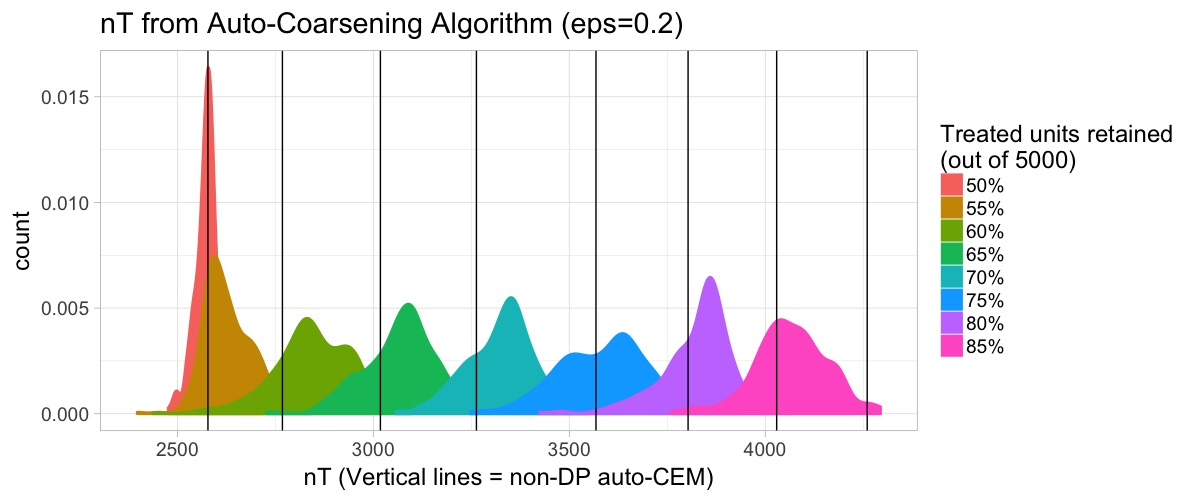 nT from Auto-Coarsening Algorithm (eps=0.2)
0.015
0.010
0.005
0.000
count
2500 3000 3500 4000
nT (Vertical lines = non-DP auto-CEM)
Treated units retained
(out of 5000)
50%
55%
60%
65%
70%
75%
80%
85%